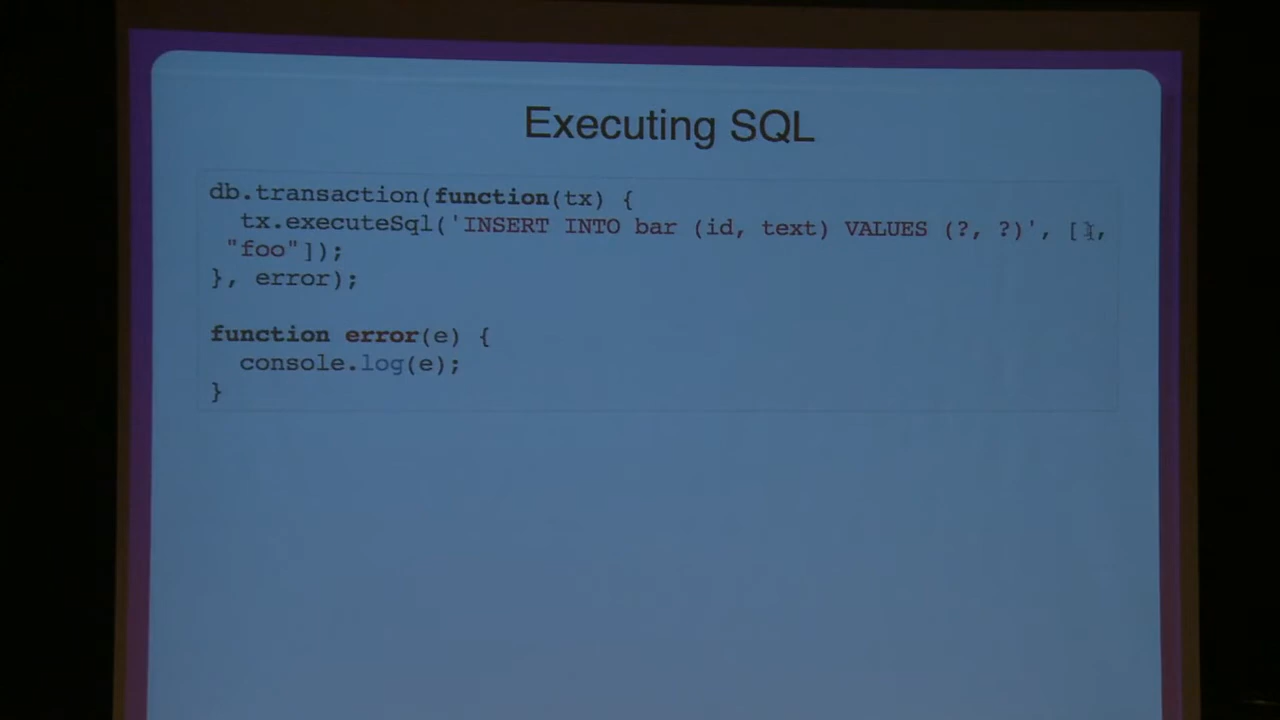 Executing SQL
db.transaction(function(tx) {
tx.executeSql('INSERT INTO bar (id, text) VALUES (?, ?)', [1,
"foo"]);
}, error);
function error(e) {
console.log(e);
}